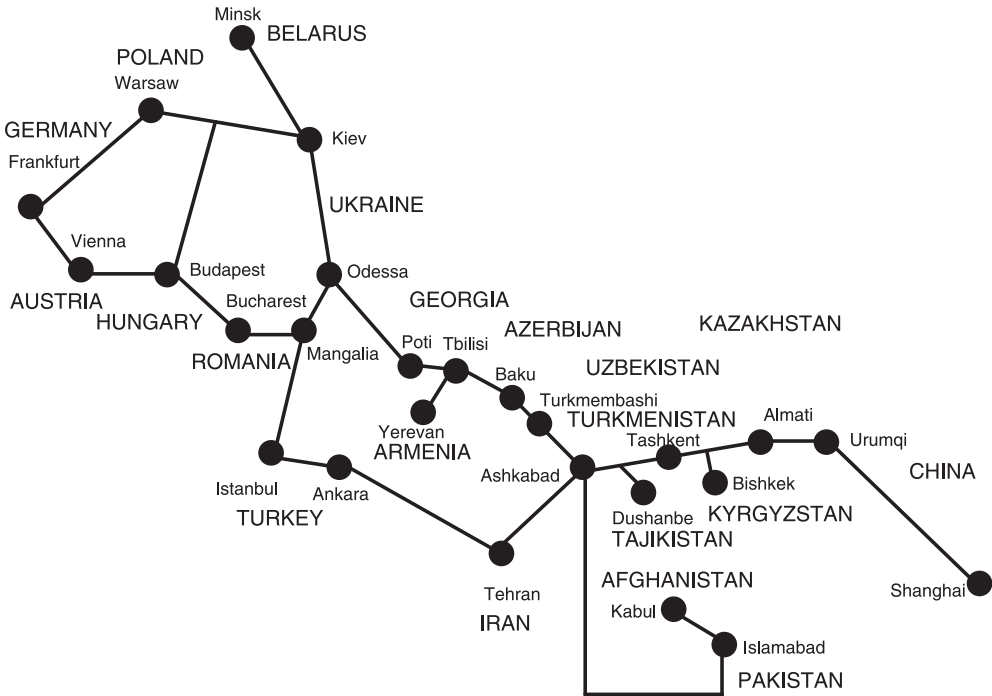 Minsk
BELARUS
POLAND
Warsaw
GERMANY
Kiev
Frankfurt
UKRAINE
Vienna
Budapest
Odessa
AUSTRIA
Bucharest
GEORGIA
HUNGARY
AZERBIJAN
KAZAKHSTAN
ROMANIA
Mangalia
Poti
Tbilisi
Baku
UZBEKISTAN
Turkmembashi
TURKMENISTAN
Almati
Yerevan
ARMENIA
Tashkent
Urumqi
Istanbul
Ankara
Ashkabad
Bishkek
CHINA
TURKEY
Dushanbe
KYRGYZSTAN
TAJIKISTAN
Tehran
AFGHANISTAN
Shanghai
IRAN
Kabul
Islamabad
PAKISTAN